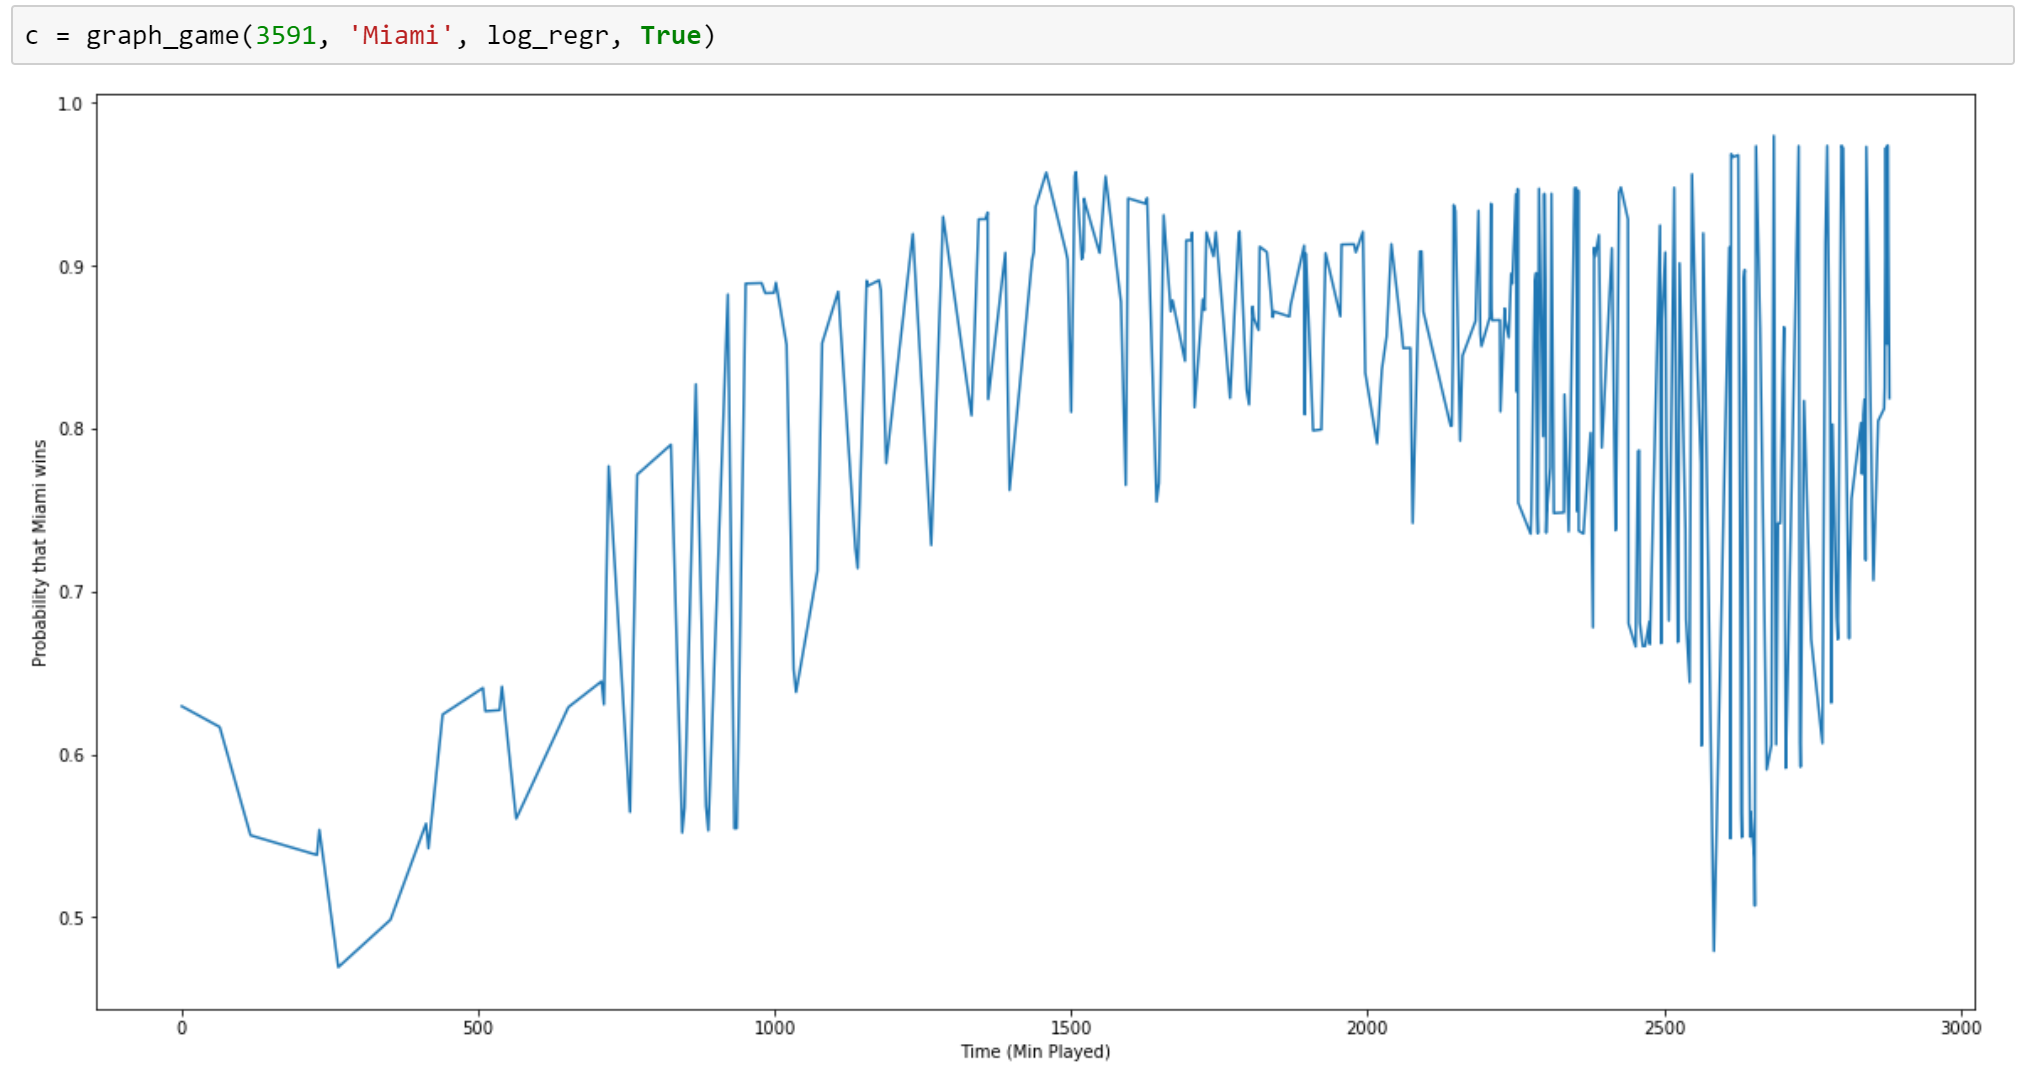 c = graph_game(3591, 'Miami', log_regr, True)
1.0
0.9
0.8
0.7
0.6
0.5
Probability that Miami wins
0 500 1000 1500 2000 2500 3000
Time (Min Played)